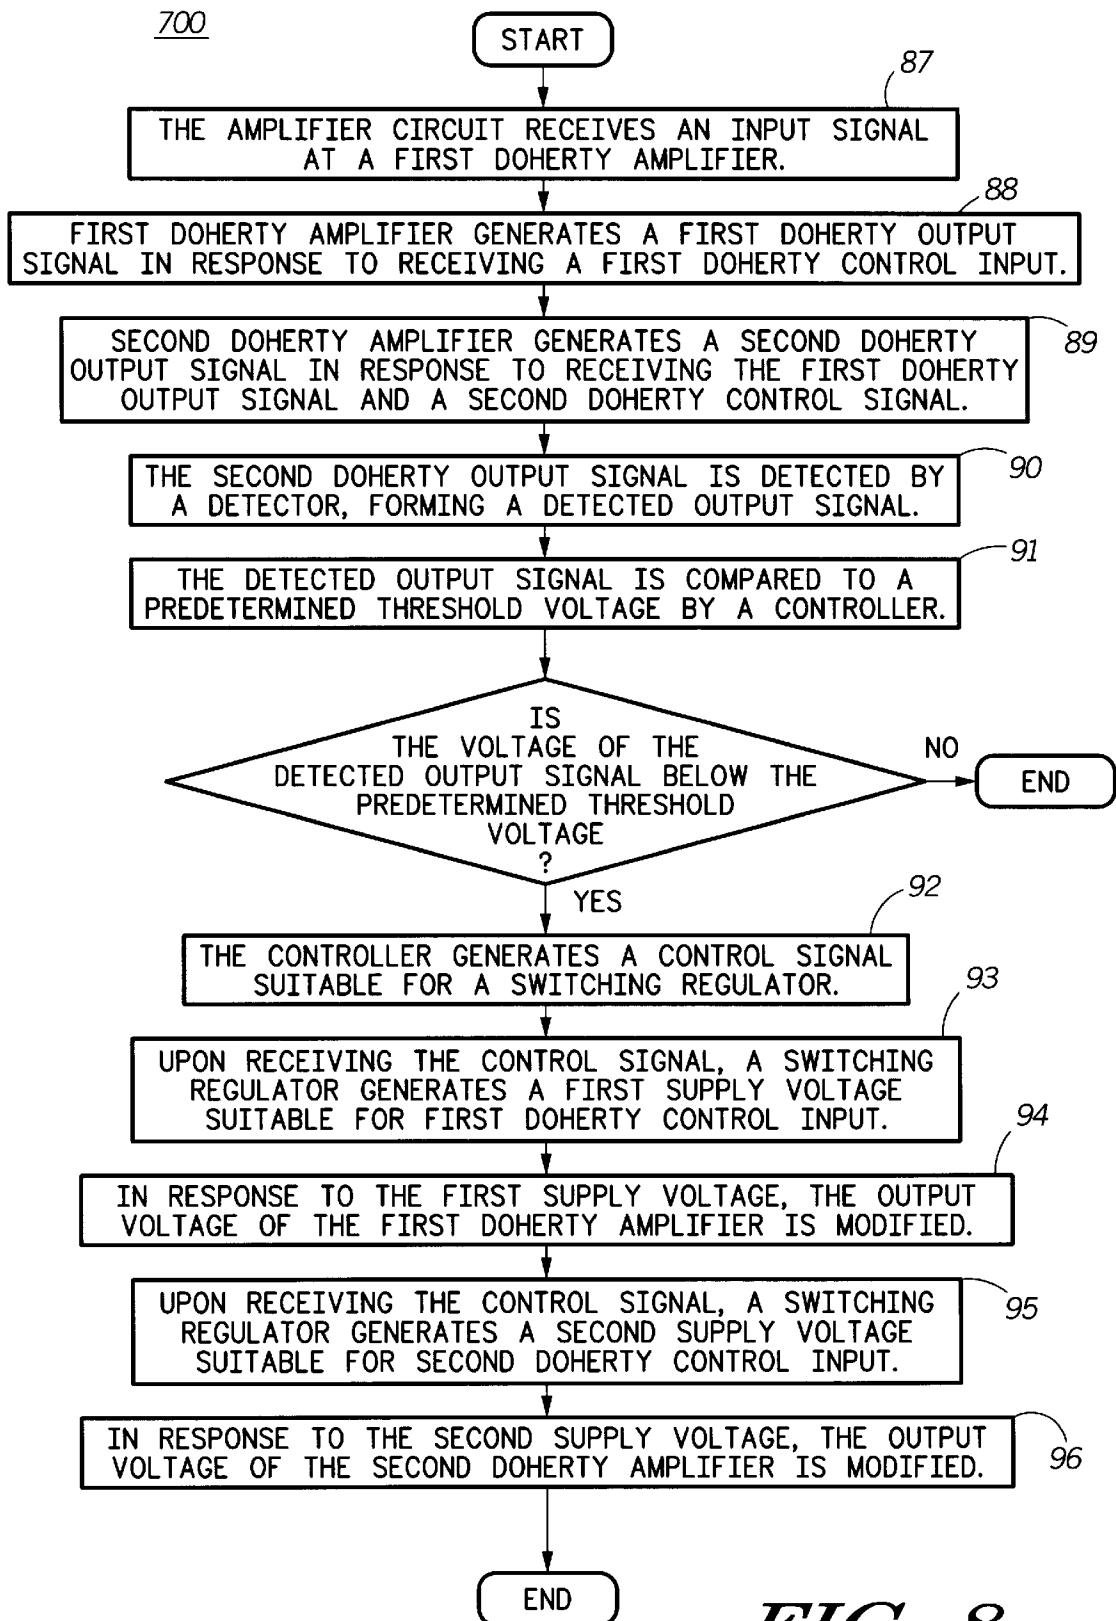 700
START
87
THE AMPLIFIER CIRCUIT RECEIVES AN INPUT SIGNAL
AT A FIRST DOHERTY AMPLIFIER.
88
FIRST DOHERTY AMPLIFIER GENERATES A FIRST DOHERTY OUTPUT
SIGNAL IN RESPONSE TO RECEIVING A FIRST DOHERTY CONTROL INPUT.
89
SECOND DOHERTY AMPLIFIER GENERATES A SECOND DOHERTY
OUTPUT SIGNAL IN RESPONSE TO RECEIVING THE FIRST DOHERTY
OUTPUT SIGNAL AND A SECOND DOHERTY CONTROL SIGNAL.
90
THE SECOND DOHERTY OUTPUT SIGNAL IS DETECTED BY
A DETECTOR, FORMING A DETECTED OUTPUT SIGNAL.
91
THE DETECTED OUTPUT SIGNAL IS COMPARED TO A
PREDETERMINED THRESHOLD VOLTAGE BY A CONTROLLER.
IS
THE VOLTAGE OF THE
DETECTED OUTPUT SIGNAL BELOW THE
PREDETERMINED THRESHOLD
VOLTAGE
?
NO
END
YES
92
THE CONTROLLER GENERATES A CONTROL SIGNAL
SUITABLE FOR A SWITCHING REGULATOR.
93
UPON RECEIVING THE CONTROL SIGNAL, A SWITCHING
REGULATOR GENERATES A FIRST SUPPLY VOLTAGE
SUITABLE FOR FIRST DOHERTY CONTROL INPUT.
94
IN RESPONSE TO THE FIRST SUPPLY VOLTAGE, THE OUTPUT
VOLTAGE OF THE FIRST DOHERTY AMPLIFIER IS MODIFIED.
95
UPON RECEIVING THE CONTROL SIGNAL, A SWITCHING
REGULATOR GENERATES A SECOND SUPPLY VOLTAGE
SUITABLE FOR SECOND DOHERTY CONTROL INPUT.
96
IN RESPONSE TO THE SECOND SUPPLY VOLTAGE, THE OUTPUT
VOLTAGE OF THE SECOND DOHERTY AMPLIFIER IS MODIFIED.
END
FIG. 8